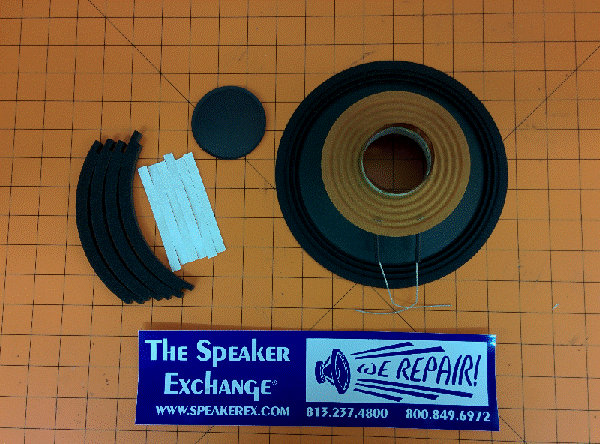 THE SPEAKER
EXCHANGE®
WWW.SPEAKEREX.COM
WE REPAIR!
813.237.4800 800.849.6972